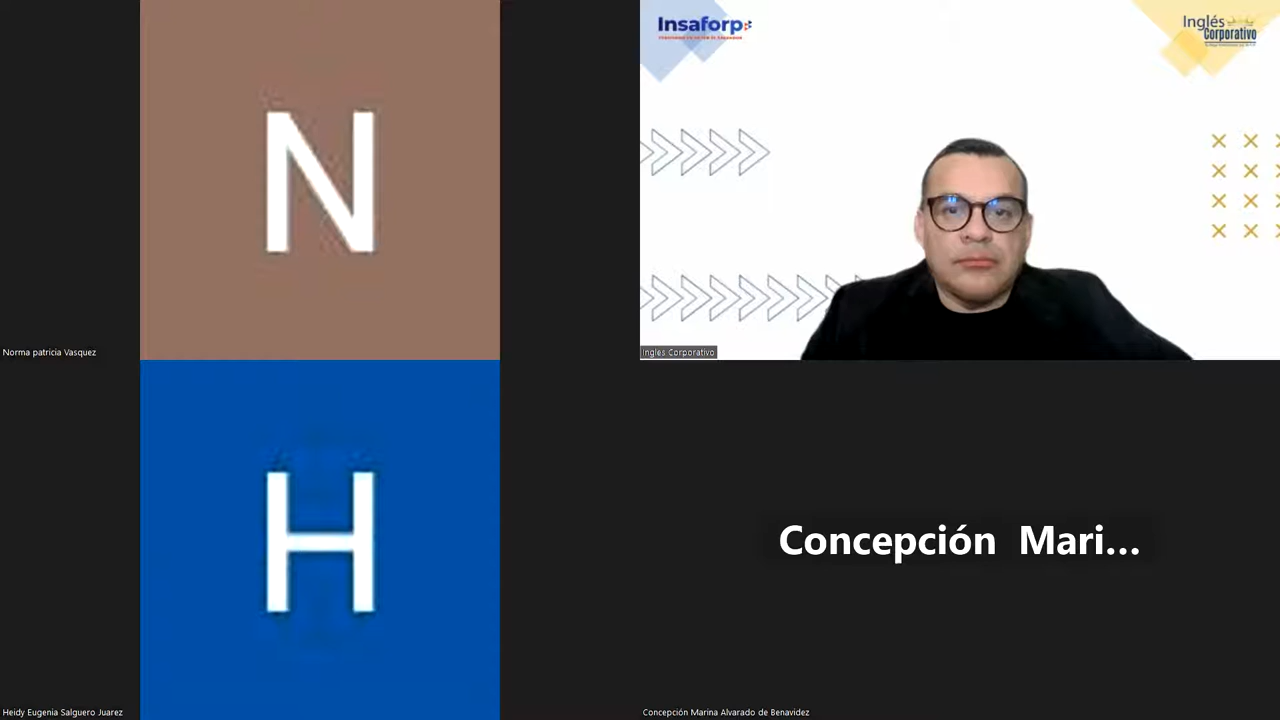 N
Norma patricia Vasquez
Insaforp
Inglés
Corporativo
Ingles Corporativo
H
Heidy Eugenia Salguero Juarez
Concepción Mari...
Concepción Marina Alvarado de Benavidez